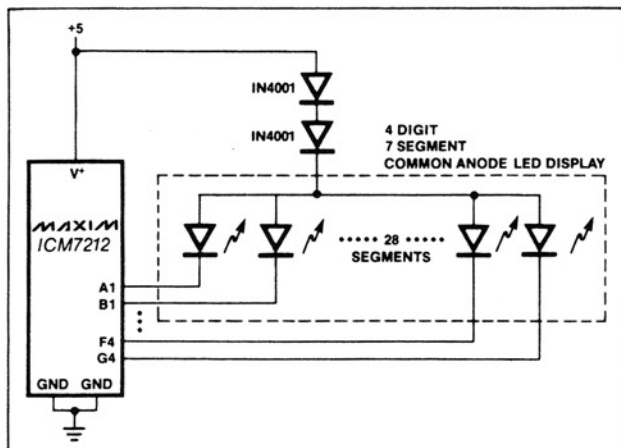 +5
IN4001
IN4001
4 DIGIT
7 SEGMENT
COMMON ANODE LED DISPLAY
V+
MAXIM
ICM7212
28
SEGMENTS
A1
B1
F4
G4
GND GND